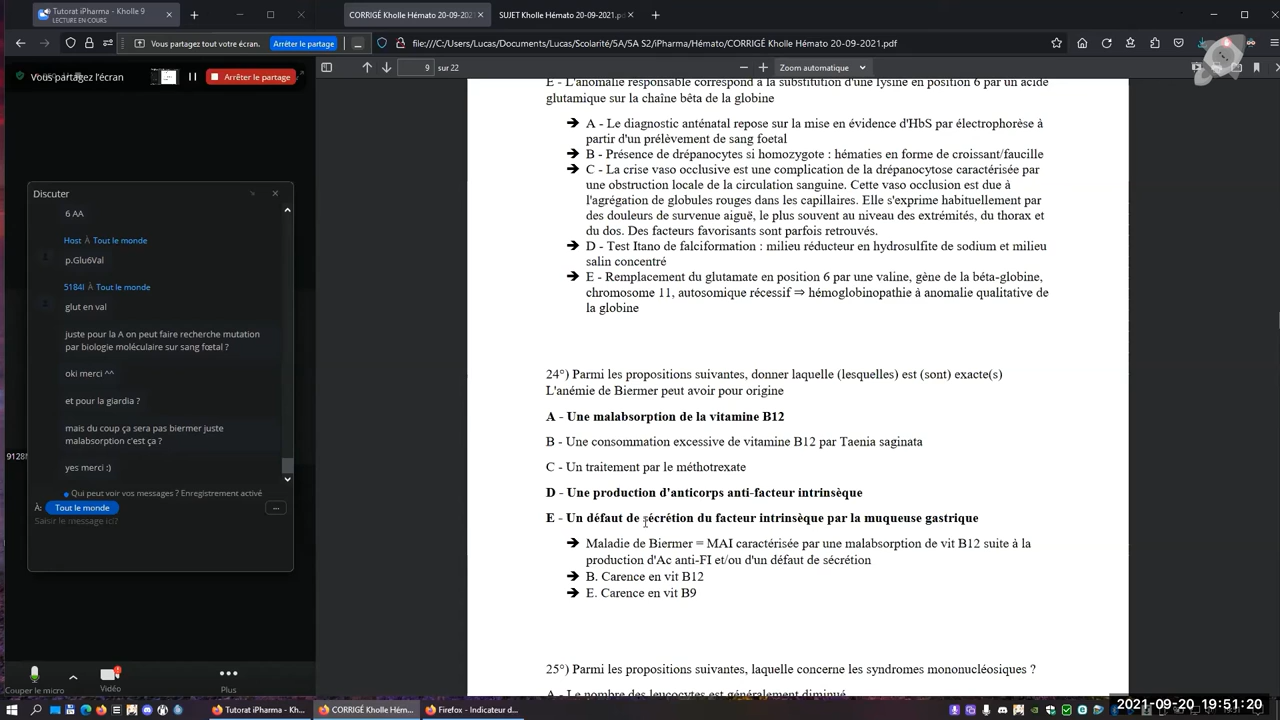 Tutorat iPharma - Kholle 9
LECTURE EN COURS
CORRIGÉ Kholle Hémato 20-09-2021.
SUJET Kholle Hémato 20-09-2021.pd
Vous partagez tout écran.
Arrêter le partage
...
file:///C:/Users/Lucas/Documents/Lucas/Scolarité/SA/SA S2/iPharma/Hémato/CORRIGÉ Kholle Hémato 20-09-2021.pdf
Vous partagez l'écran
Arrêter le partage
9
sur 22
Zoom automatique
Discuter
6 AA
Host À Tout le monde
p.Glu6Val
5184l À Tout le monde
glut en val
juste pour la A on peut faire recherche mutation
par biologie moléculaire sur sang fœtal ?
oki merci ^^
et pour la giardia ?
mais du coup ça sera pas biermer juste
malabsorption c'est ça ?
yes merci :)
Qui peut voir vos messages ? Enregistrement activé
À:
Tout le monde
...
Saisir le message ici?
Couper le micro
Vidéo
Plus
E - L'anomalie responsable correspond à la substitution d'une lysine en position 6 par un acide
glutamique sur la chaîne bêta de la globine
➔ A - Le diagnostic anténatal repose sur la mise en évidence d'HbS par électrophorèse à
partir d'un prélèvement de sang foetal
➔ B - Présence de drépanocytes si homozygote : hématies en forme de croissant/faucille
➔ C - La crise vaso occlusive est une complication de la drépanocytose caractérisée par
une obstruction locale de la circulation sanguine. Cette vaso occlusion est due à
l'agrégation de globules rouges dans les capillaires. Elle s'exprime habituellement par
des douleurs de survenue aiguë, le plus souvent au niveau des extrémités, du thorax et
du dos. Des facteurs favorisants sont parfois retrouvés.
➔ D - Test Itano de falciformation : milieu réducteur en hydrosulfite de sodium et milieu
salin concentré
➔ E - Remplacement du glutamate en position 6 par une valine, gène de la béta-globine,
chromosome 11, autosomique récessif ⇒ hémoglobinopathie à anomalie qualitative de
la globine
24°) Parmi les propositions suivantes, donner laquelle (lesquelles) est (sont) exacte(s)
L'anémie de Biermer peut avoir pour origine
A - Une malabsorption de la vitamine B12
B - Une consommation excessive de vitamine B12 par Taenia saginata
C - Un traitement par le méthotrexate
D - Une production d'anticorps anti-facteur intrinsèque
E - Un défaut de sécrétion du facteur intrinsèque par la muqueuse gastrique
➔ Maladie de Biermer = MAI caractérisée par une malabsorption de vit B12 suite à la
production d'Ac anti-FI et/ou d'un défaut de sécrétion
➔ B. Carence en vit B12
➔ E. Carence en vit B9
25°) Parmi les propositions suivantes, laquelle concerne les syndromes mononucléosiques ?
A - Le nombre des leucocytes est généralement diminué
Tutorat iPharma - Kh...
CORRIGÉ Kholle Hém...
Firefox - Indicateur d...
2021-09-20 19:51:20